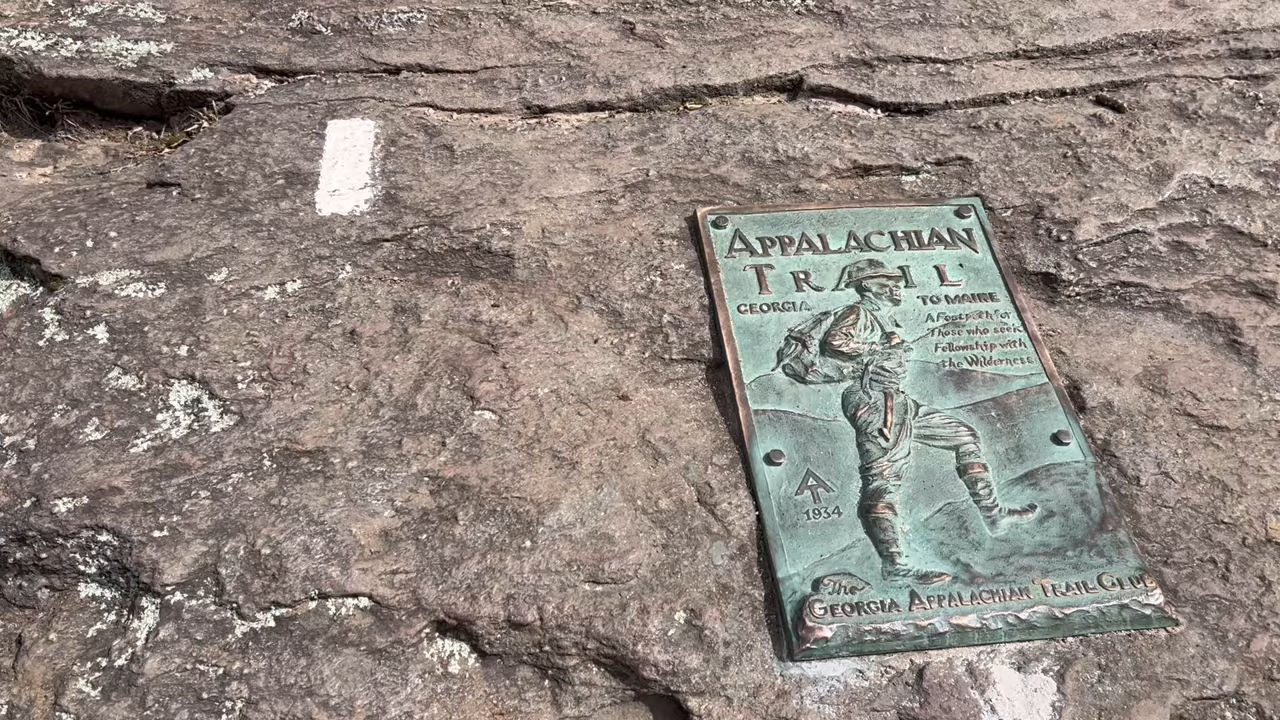 APPALACHIAN
TRAIL
GEORGIA TO MAINE
A Footpath for
Those who seek
Fellowship with
the Wilderness
1934
The
GEORGIA APPALACHIAN TRAIL CLUB